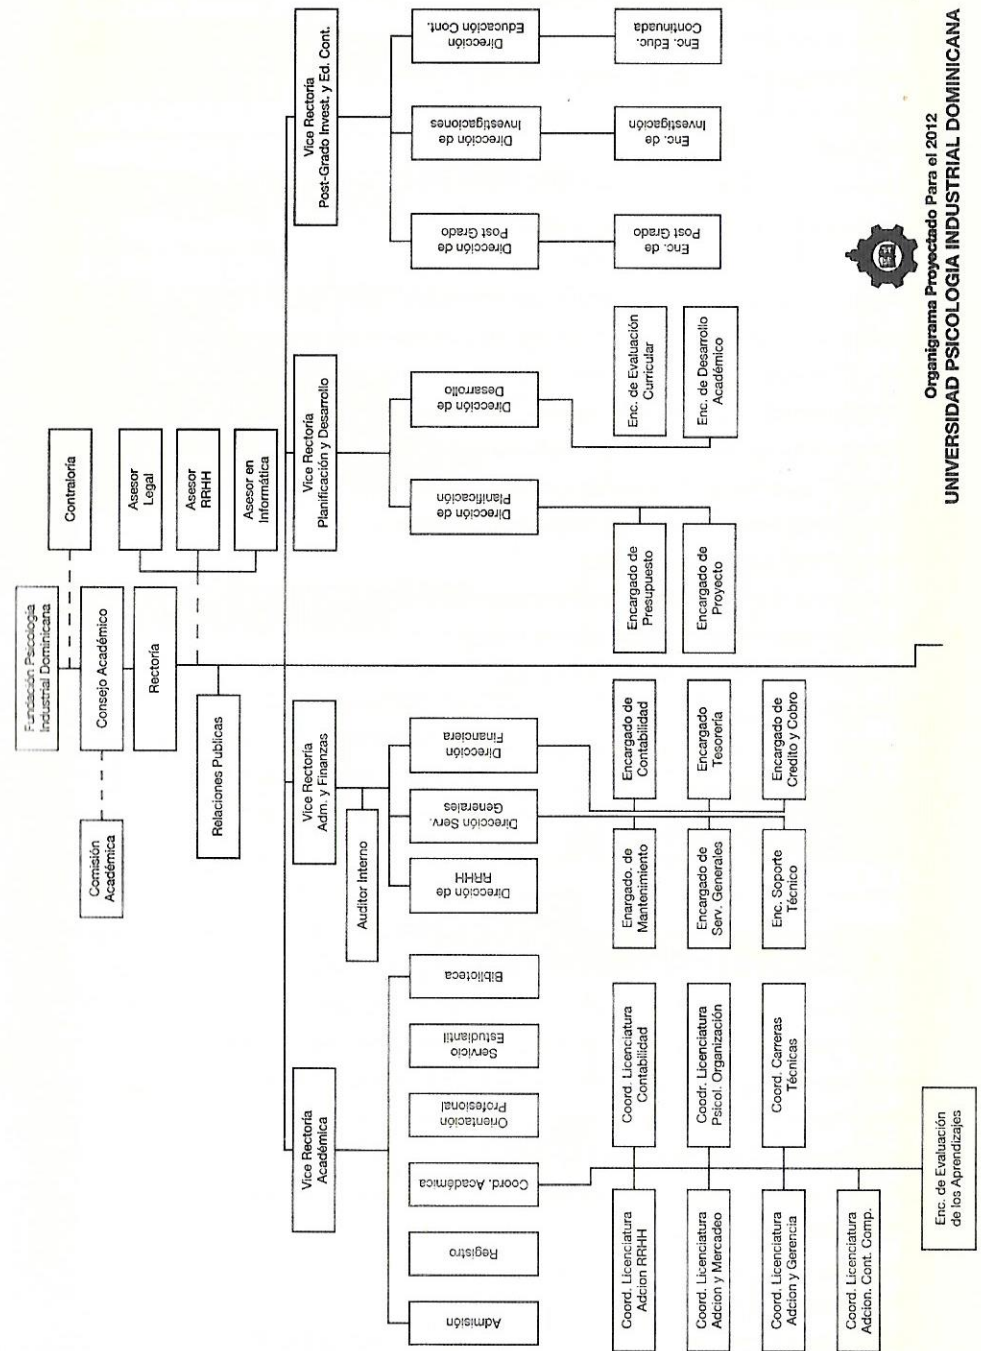 Fundación Psicología
Industrial Dominicana
Contraloría
Comisión
Académica
Consejo Académico
Asesor
Legal
Rectoría
Asesor
RRHH
Relaciones Publicas
Asesor en
Informática
Vice Rectoría
Académica
Vice Rectoría
Adm. y Finanzas
Vice Rectoría
Planificación y Desarrollo
Vice Rectoría
Post-Grado Invest. y Ed. Cont.
Auditor Interno
Admisión
Registro
Coord. Académica
Orientación
Profesional
Servicio
Estudiantil
Biblioteca
Dirección de
RRHH
Dirección Serv.
Generales
Dirección
Financiera
Dirección de
Planificación
Dirección de
Desarrollo
Dirección de
Post Grado
Dirección de
Investigaciones
Dirección
Educación Cont.
Coord. Licenciatura
Adcion RRHH
Coord. Licenciatura
Contabilidad
Enargado. de
Mantenimiento
Encargado de
Contabilidad
Encargado de
Presupuesto
Enc. de Evaluación
Curricular
Enc. de
Post Grado
Enc. de
Investigación
Enc. Educ.
Continuada
Coord. Licenciatura
Adcion y Mercadeo
Coodr. Licenciatura
Psicol. Organización
Encargado de
Serv. Generales
Encargado
Tesorería
Encargado de
Proyecto
Enc. de Desarrollo
Académico
Coord. Licenciatura
Adcion y Gerencia
Coord. Carreras
Técnicas
Enc. Soporte
Técnico
Encargado de
Credito y Cobro
Coord. Licenciatura
Adcion. Cont. Comp.
Enc. de Evaluación
de los Aprendizajes
Organigrama Proyectado Para el 2012
UNIVERSIDAD PSICOLOGIA INDUSTRIAL DOMINICANA